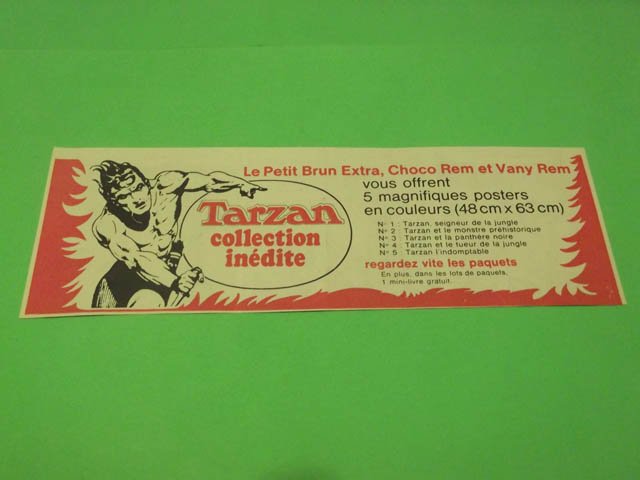 Le Petit Brun Extra, Choco Rem et Vany Rem
vous offrent
5 magnifiques posters
en couleurs (48 cm x 63 cm)
Tarzan
collection
inédite
N° 1 : Tarzan, seigneur de la jungle
N° 2 : Tarzan et le monstre préhistorique
N° 3 : Tarzan et la panthère noire
N° 4 : Tarzan et le tueur de la jungle
N° 5 : Tarzan l'indomptable
regardez vite les paquets
En plus, dans les lots de paquets,
1 mini-livre gratuit.